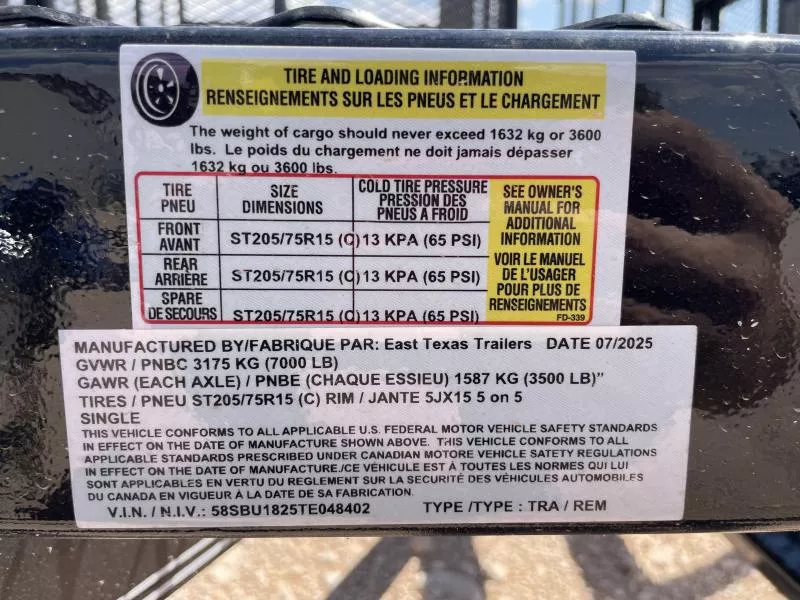 TIRE AND LOADING INFORMATION
RENSEIGNEMENTS SUR LES PNEUS ET LE CHARGEMENT
The weight of cargo should never exceed 1632 kg or 3600
lbs. Le poids du chargement ne doit jamais dépasser
1632 kg ou 3600 lbs.
TIRE PNEU
SIZE DIMENSIONS
COLD TIRE PRESSURE PRESSION DES PNEUS A FROID
FRONT AVANT
ST205/75R15 (C)
13 KPA (65 PSI)
REAR ARRIÈRE
ST205/75R15 (C)
13 KPA (65 PSI)
SPARE DE SECOURS
ST205/75R15 (C)
13 KPA (65 PSI)
SEE OWNER'S
MANUAL FOR
ADDITIONAL
INFORMATION
VOIR LE MANUEL
DE L'USAGER
POUR PLUS DE
RENSEIGNEMENTS
FD-339
MANUFACTURED BY/FABRIQUE PAR: East Texas Trailers DATE 07/2025
GVWR / PNBC 3175 KG (7000 LB)
GAWR (EACH AXLE) / PNBE (CHAQUE ESSIEU) 1587 KG (3500 LB)"
TIRES / PNEU ST205/75R15 (C) RIM / JANTE 5JX15 5 on 5
SINGLE
THIS VEHICLE CONFORMS TO ALL APPLICABLE U.S. FEDERAL MOTOR VEHICLE SAFETY STANDARDS
IN EFFECT ON THE DATE OF MANUFACTURE SHOWN ABOVE. THIS VEHICLE CONFORMS TO ALL
APPLICABLE STANDARDS PRESCRIBED UNDER CANADIAN MOTORE VEHICLE SAFETY REGULATIONS
IN EFFECT ON THE DATE OF MANUFACTURE./CE VÉHICULE EST À TOUTES LES NORMES QUI LUI
SONT APPLICABLES EN VERTU DU REGLEMENT SUR LA SECURITÉ DES VÉHICULES AUTOMOBILES
DU CANADA EN VIGUEUR À LA DATE DE SA FABRICATION.
V.I.N. / N.I.V.: 58SBU1825TE048402 TYPE /TYPE : TRA / REM